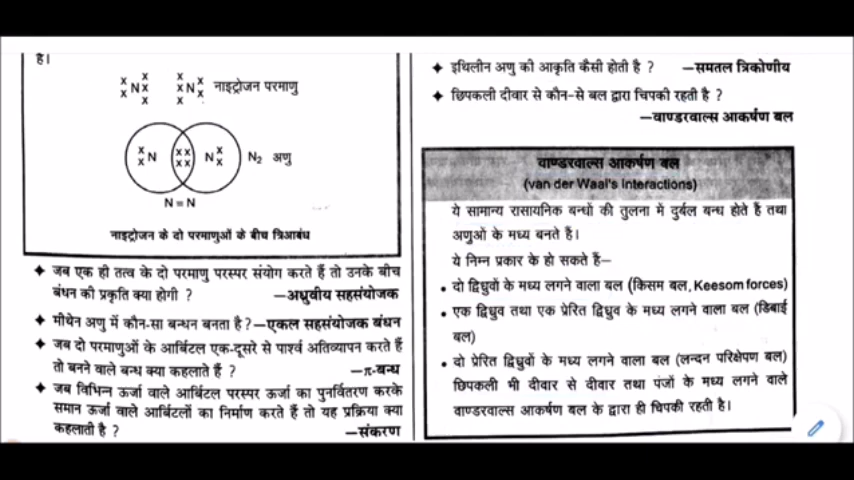 है।
नाइट्रोजन परमाणु
N N
N₂ अणु
N ≡ N
नाइट्रोजन के दो परमाणुओं के बीच त्रिआबंध
✦ जब एक ही तत्व के दो परमाणु परस्पर संयोग करते हैं तो उनके बीच
बंधन की प्रकृति क्या होगी ? —अध्रुवीय सहसंयोजक
✦ मीथेन अणु में कौन-सा बन्धन बनता है ? —एकल सहसंयोजक बंधन
✦ जब दो परमाणुओं के आर्बिटल एक-दूसरे से पार्श्व अतिव्यापन करते हैं
तो बनने वाले बन्ध क्या कहलाते हैं ? —π-बन्ध
✦ जब विभिन्न ऊर्जा वाले आर्बिटल परस्पर ऊर्जा का पुनर्वितरण करके
समान ऊर्जा वाले आर्बिटलों का निर्माण करते हैं तो यह प्रक्रिया क्या
कहलाती है ? —संकरण
✦ इथिलीन अणु की आकृति कैसी होती है ? —समतल त्रिकोणीय
✦ छिपकली दीवार से कौन-से बल द्वारा चिपकी रहती है ?
—वाण्डरवाल्स आकर्षण बल
वाण्डरवाल्स आकर्षण बल
(van der Waal's Interactions)
ये सामान्य रासायनिक बन्धों की तुलना में दुर्बल बन्ध होते हैं तथा
अणुओं के मध्य बनते हैं।
ये निम्न प्रकार के हो सकते हैं—
• दो द्विध्रुवों के मध्य लगने वाला बल (किसम बल, Keesom forces)
• एक द्विध्रुव तथा एक प्रेरित द्विध्रुव के मध्य लगने वाला बल (डिबाई
बल)
• दो प्रेरित द्विध्रुवों के मध्य लगने वाला बल (लन्दन परिक्षेपण बल)
छिपकली भी दीवार से दीवार तथा पंजों के मध्य लगने वाले
वाण्डरवाल्स आकर्षण बल के द्वारा ही चिपकी रहती है।